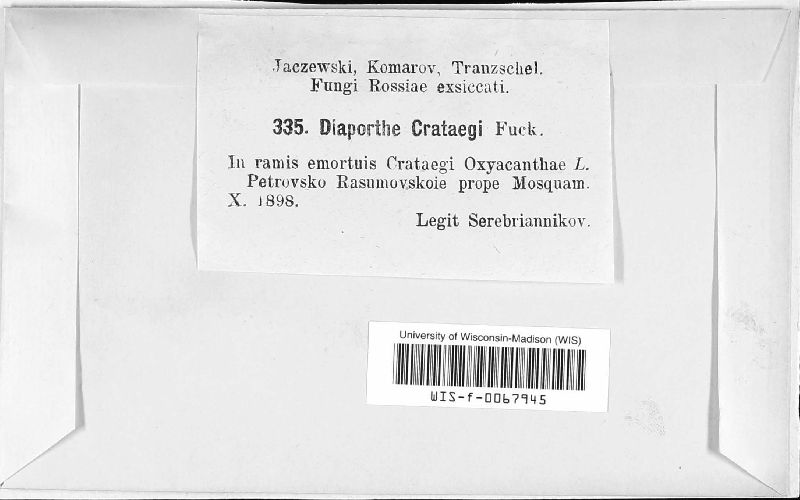 Jaczewski, Komarov, Tranzschel.
Fungi Rossiae exsiccati.
335. Diaporthe Crataegi Fuck.
In ramis emortuis Crataegi Oxyacanthae L.
Petrovsko Rasumovskoie prope Mosquam.
X. 1898.
Legit Serebriannikov.
University of Wisconsin-Madison (WIS)
WIS-f-0067945